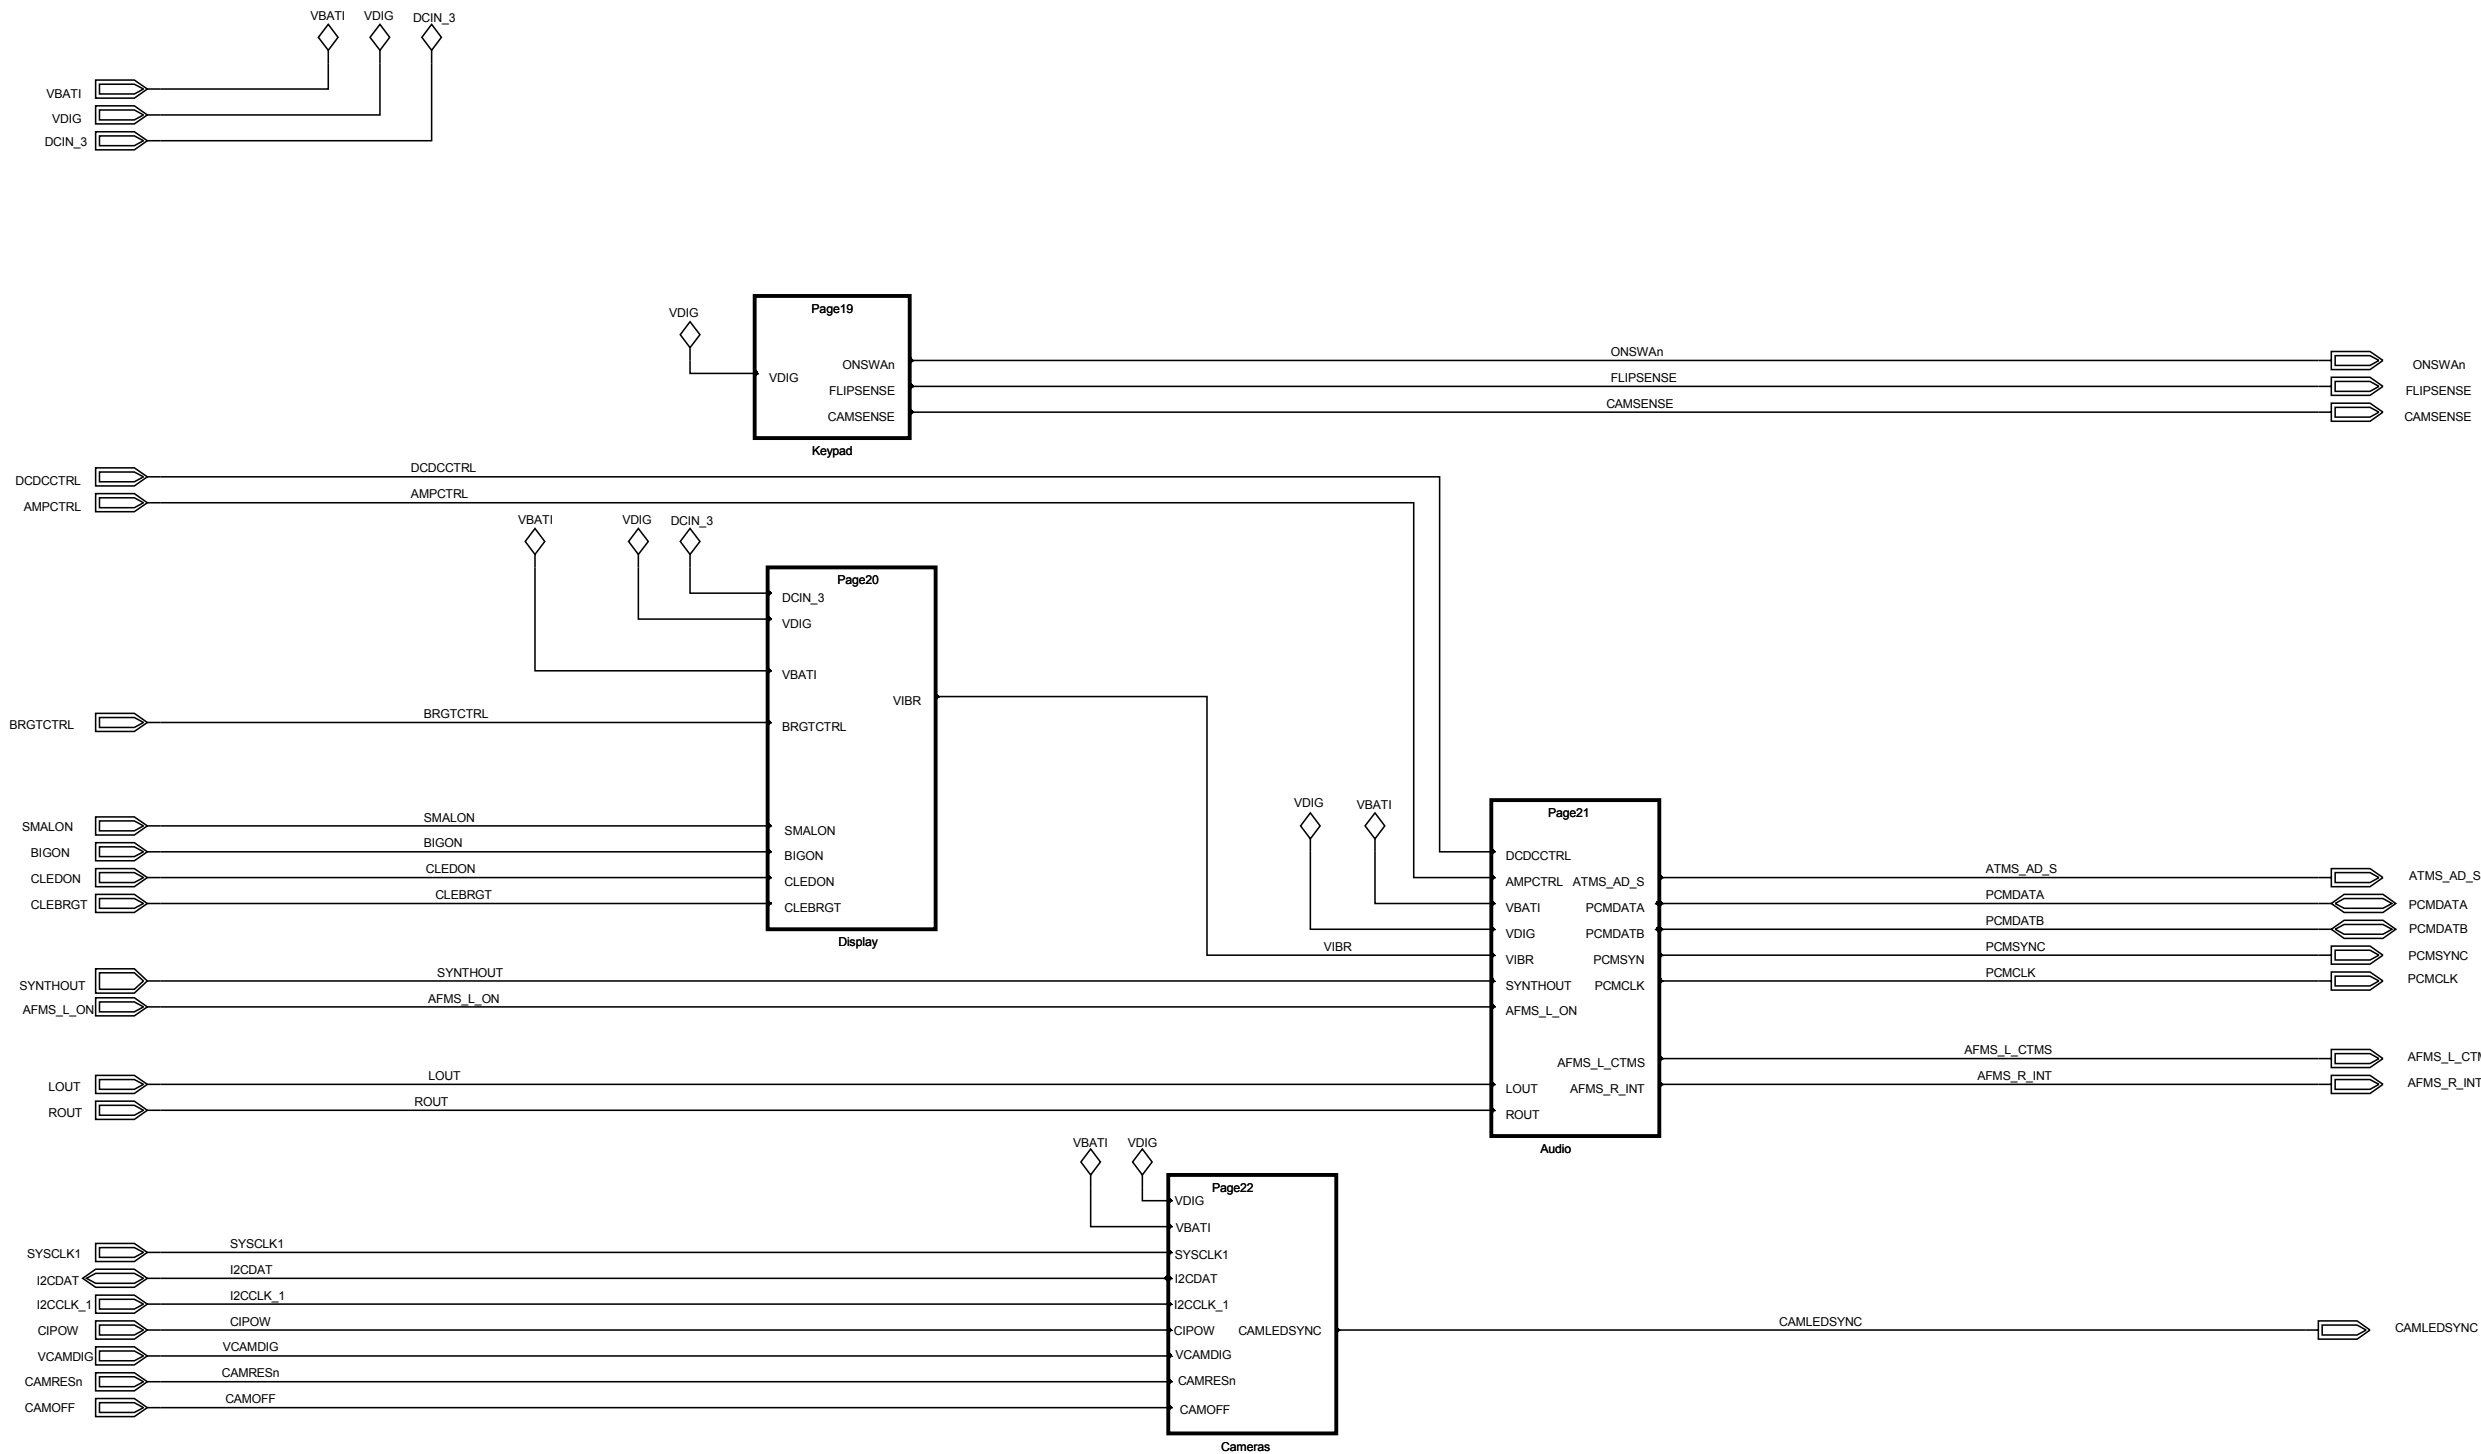 VBATI VDIG DCIN_3
VBATI
VDIG
DCIN_3
Page19
VDIG
VDIG
ONSWAn
FLIPSENSE
CAMSENSE
Keypad
ONSWAn
FLIPSENSE
CAMSENSE
ONSWAn
FLIPSENSE
CAMSENSE
DCDCCTRL
DCDCCTRL
AMPCTRL
AMPCTRL
VBATI VDIG DCIN_3
Page20
DCIN_3
VDIG
VBATI
VIBR
BRGTCTRL
SMALON
BIGON
CLEDON
CLEBRGT
Display
BRGTCTRL
BRGTCTRL
SMALON
SMALON
BIGON
BIGON
CLEDON
CLEDON
CLEBRGT
CLEBRGT
VDIG VBATI
VIBR
Page21
DCDCCTRL
AMPCTRL ATMS_AD_S
VBATI PCMDATA
VDIG PCMDATB
VIBR PCMSYN
SYNTHOUT PCMCLK
AFMS_L_ON
AFMS_L_CTMS
LOUT AFMS_R_INT
ROUT
Audio
ATMS_AD_S ATMS_AD_S
PCMDATA PCMDATA
PCMDATB PCMDATB
PCMSYNC PCMSYNC
PCMCLK PCMCLK
AFMS_L_CTMS AFMS_L_CTM
AFMS_R_INT AFMS_R_INT
SYNTHOUT
SYNTHOUT
AFMS_L_ON
AFMS_L_ON
LOUT
LOUT
ROUT
ROUT
VBATI VDIG
Page22
VDIG
VBATI
SYSCLK1
I2CDAT
I2CCLK_1
CIPOW CAMLEDSYNC
VCAMDIG
CAMRESn
CAMOFF
Cameras
SYSCLK1
SYSCLK1
I2CDAT
I2CDAT
I2CCLK_1
I2CCLK_1
CIPOW
CIPOW
VCAMDIG
VCAMDIG
CAMRESn
CAMRESn
CAMOFF
CAMOFF
CAMLEDSYNC CAMLEDSYNC